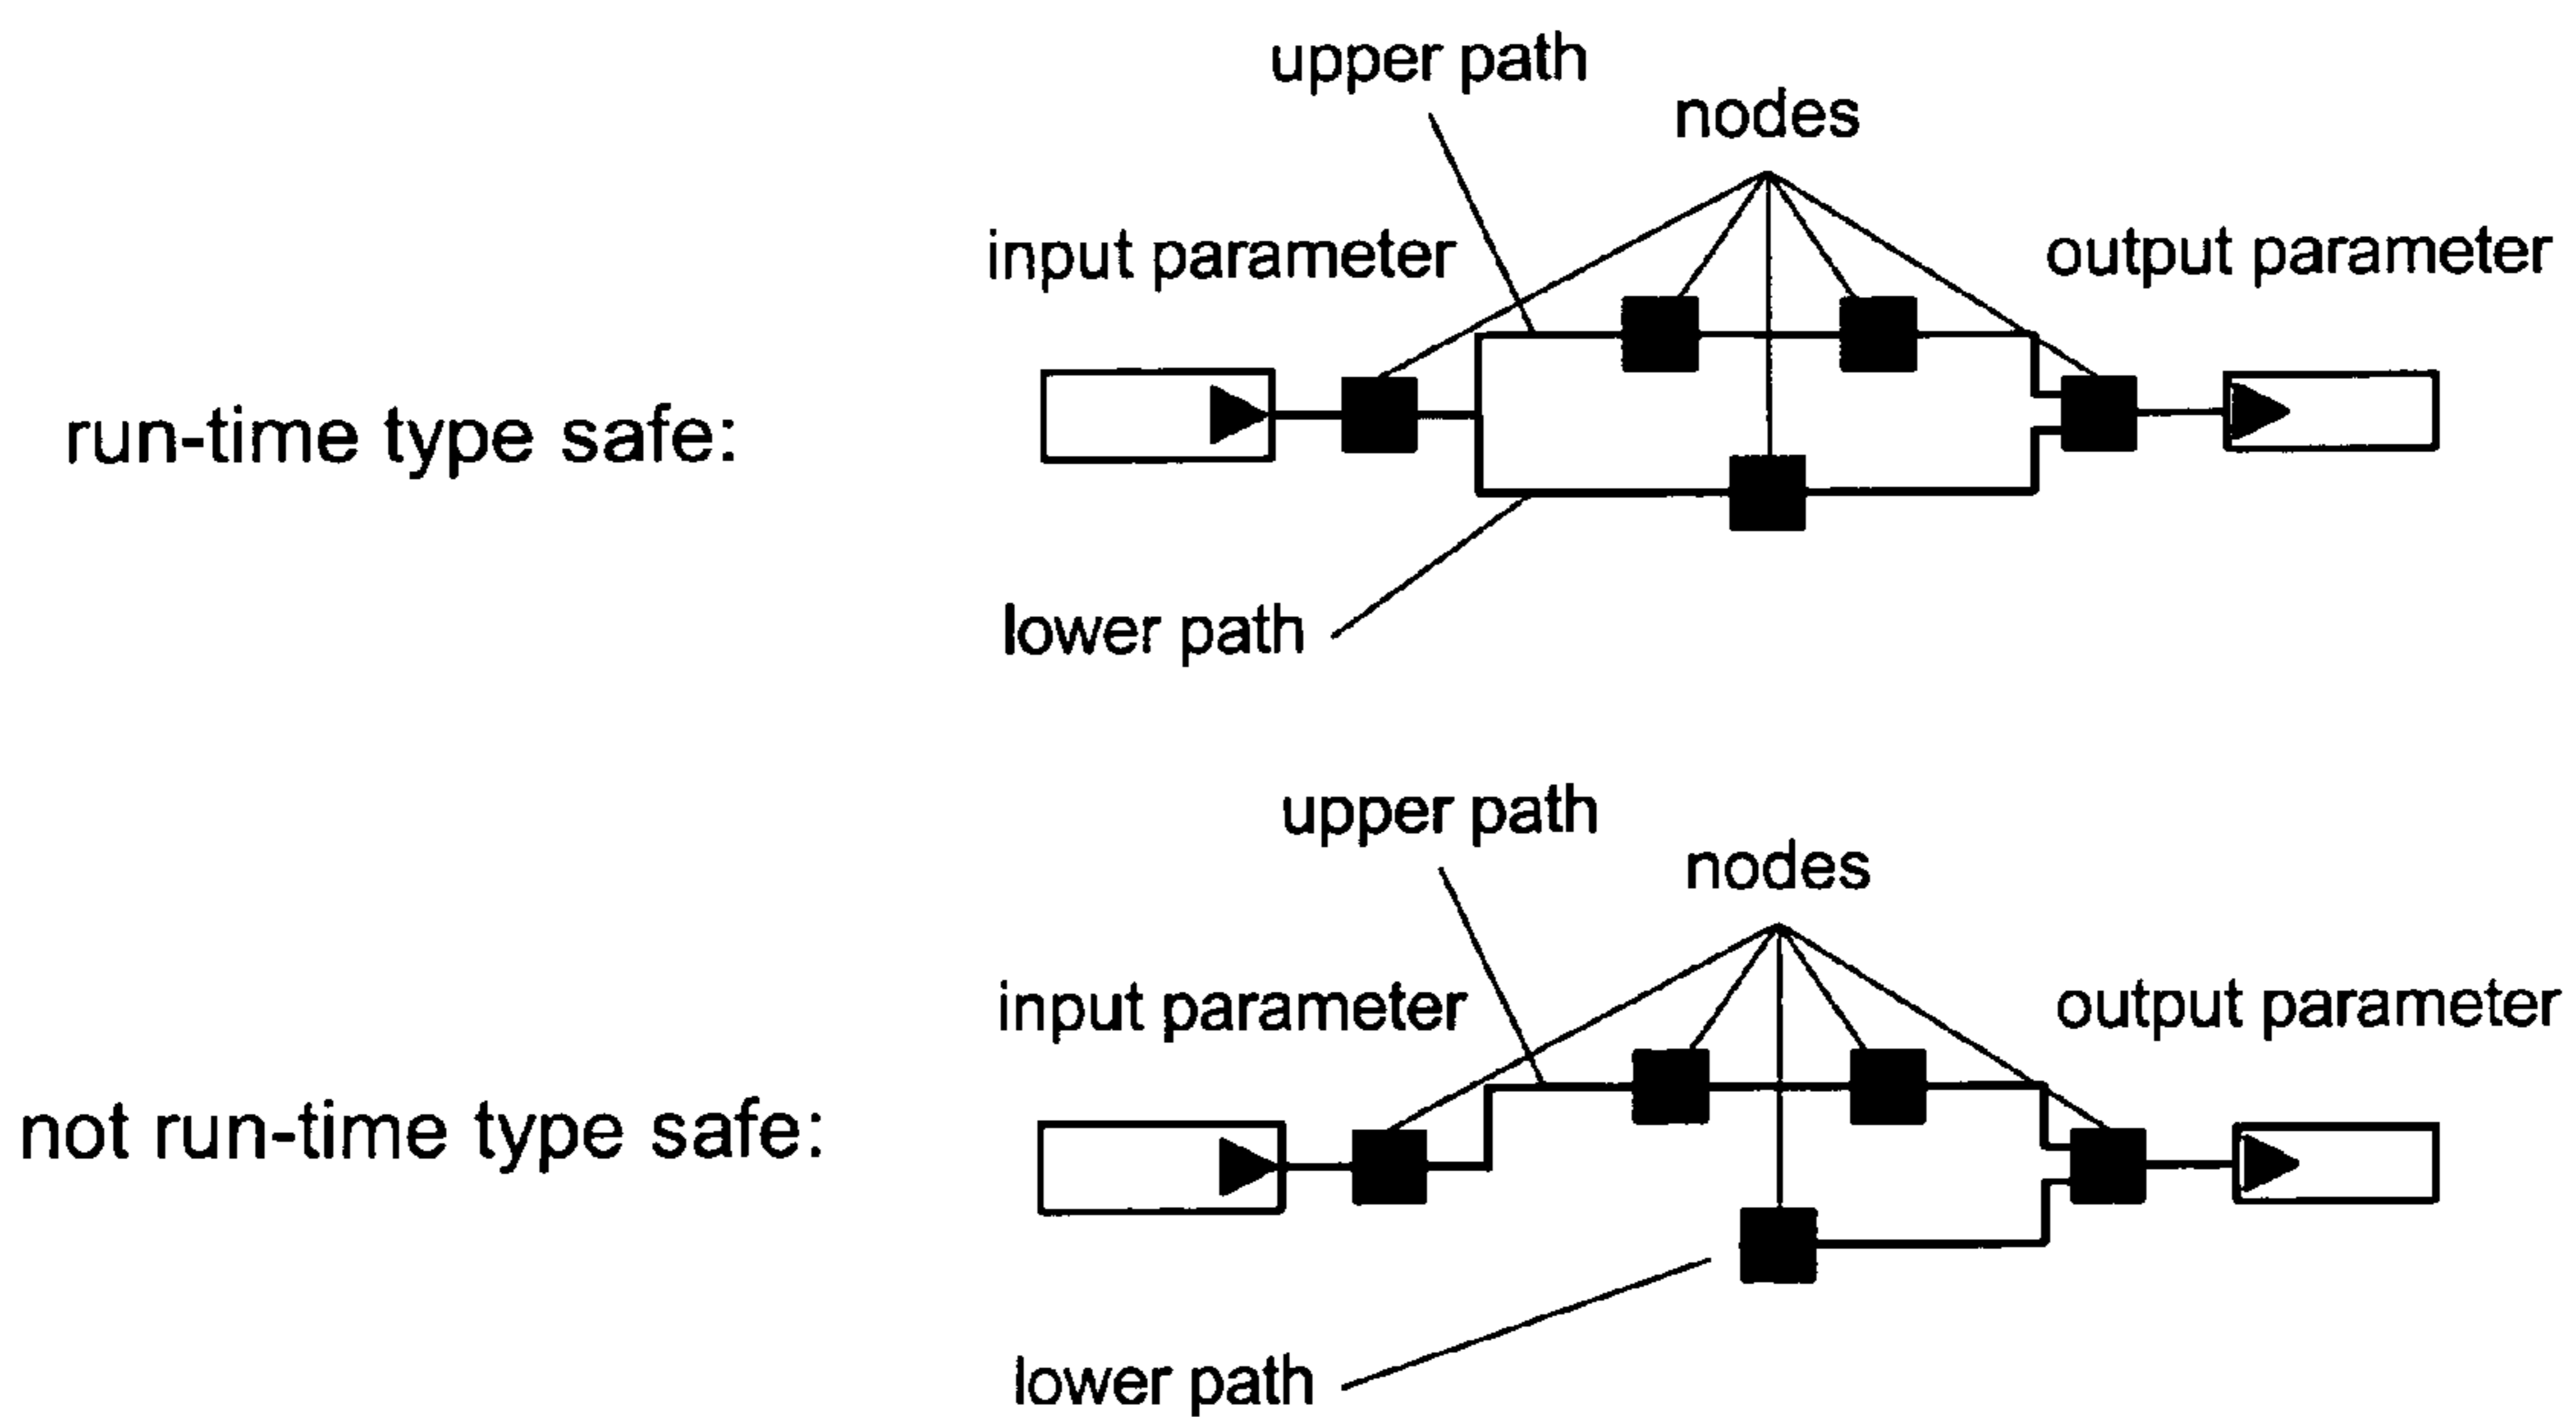 upper path
nodes
input parameter
output parameter
run-time type safe:
lower path
upper path
nodes
input parameter
output parameter
not run-time type safe:
lower path